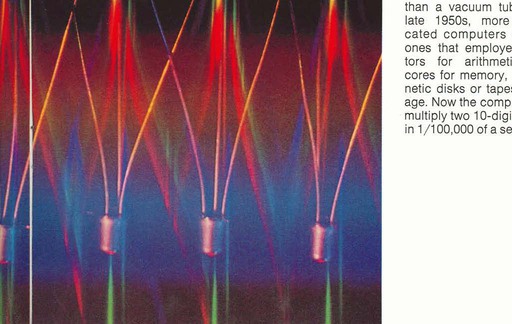 than a vacuum tub
late 1950s, more
cated computers
ones that employe
tors for arithmeti
cores for memory,
netic disks or tapes
age. Now the comp
multiply two 10-digi
in 1/100,000 of a se